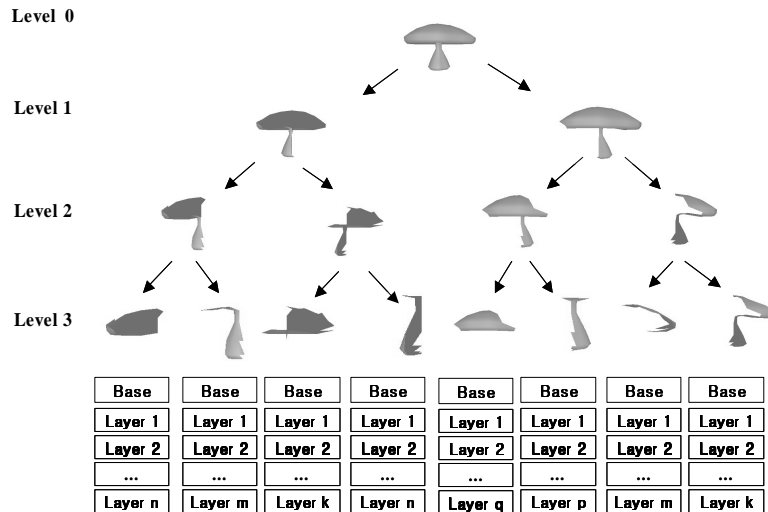 Level 0
Level 1
Level 2
Level 3
Base Base Base Base Base Base Base Base
Layer 1 Layer 1 Layer 1 Layer 1 Layer 1 Layer 1 Layer 1 Layer 1
Layer 2 Layer 2 Layer 2 Layer 2 Layer 2 Layer 2 Layer 2 Layer 2
... ... ... ... ... ... ... ...
Layer n Layer m Layer k Layer n Layer q Layer p Layer m Layer k